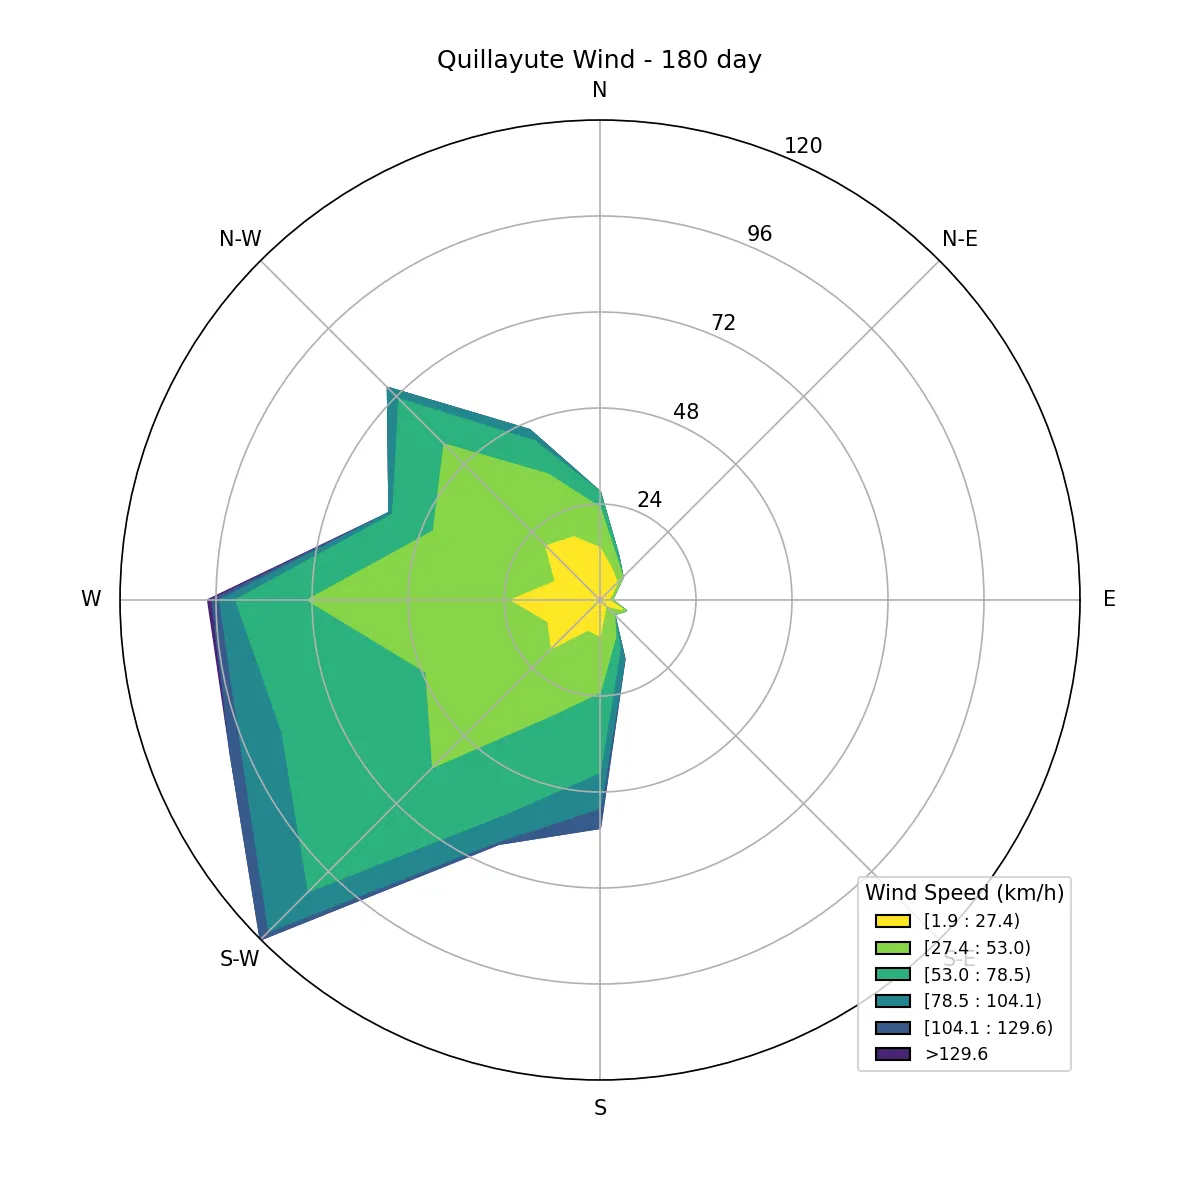 Quillayute Wind - 180 day
N
120
N-W
96
N-E
72
48
24
W
E
S-W
S-E
S
Wind Speed (km/h)
[1.9 : 27.4)
[27.4 : 53.0)
[53.0 : 78.5)
[78.5 : 104.1)
[104.1 : 129.6)
>129.6